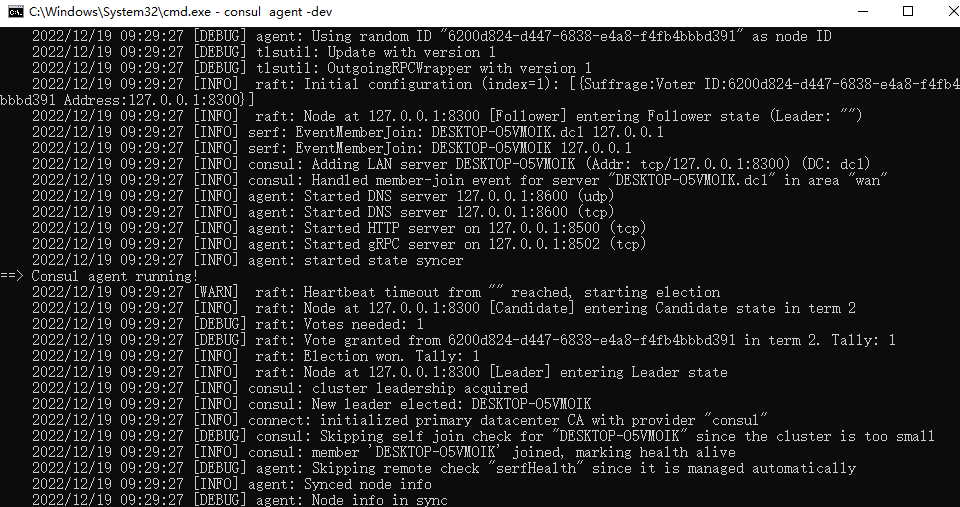 C:\Windows\System32\cmd.exe - consul  agent -dev
2022/12/19 09:29:27 [DEBUG] agent: Using random ID "6200d824-d447-6838-e4a8-f4fb4bbbd391" as node ID
2022/12/19 09:29:27 [DEBUG] tlsutil: Update with version 1
2022/12/19 09:29:27 [DEBUG] tlsutil: OutgoingRPCWrapper with version 1
2022/12/19 09:29:27 [INFO]  raft: Initial configuration (index=1): [{Suffrage:Voter ID:6200d824-d447-6838-e4a8-f4fb4
bbbd391 Address:127.0.0.1:8300}]
2022/12/19 09:29:27 [INFO]  raft: Node at 127.0.0.1:8300 [Follower] entering Follower state (Leader: "")
2022/12/19 09:29:27 [INFO] serf: EventMemberJoin: DESKTOP-O5VMOIK.dc1 127.0.0.1
2022/12/19 09:29:27 [INFO] serf: EventMemberJoin: DESKTOP-O5VMOIK 127.0.0.1
2022/12/19 09:29:27 [INFO] consul: Adding LAN server DESKTOP-O5VMOIK (Addr: tcp/127.0.0.1:8300) (DC: dc1)
2022/12/19 09:29:27 [INFO] consul: Handled member-join event for server "DESKTOP-O5VMOIK.dc1" in area "wan"
2022/12/19 09:29:27 [INFO] agent: Started DNS server 127.0.0.1:8600 (udp)
2022/12/19 09:29:27 [INFO] agent: Started DNS server 127.0.0.1:8600 (tcp)
2022/12/19 09:29:27 [INFO] agent: Started HTTP server on 127.0.0.1:8500 (tcp)
2022/12/19 09:29:27 [INFO] agent: Started gRPC server on 127.0.0.1:8502 (tcp)
2022/12/19 09:29:27 [INFO] agent: started state syncer
==> Consul agent running!
2022/12/19 09:29:27 [WARN]  raft: Heartbeat timeout from "" reached, starting election
2022/12/19 09:29:27 [INFO]  raft: Node at 127.0.0.1:8300 [Candidate] entering Candidate state in term 2
2022/12/19 09:29:27 [DEBUG] raft: Votes needed: 1
2022/12/19 09:29:27 [DEBUG] raft: Vote granted from 6200d824-d447-6838-e4a8-f4fb4bbbd391 in term 2. Tally: 1
2022/12/19 09:29:27 [INFO]  raft: Election won. Tally: 1
2022/12/19 09:29:27 [INFO]  raft: Node at 127.0.0.1:8300 [Leader] entering Leader state
2022/12/19 09:29:27 [INFO] consul: cluster leadership acquired
2022/12/19 09:29:27 [INFO] consul: New leader elected: DESKTOP-O5VMOIK
2022/12/19 09:29:27 [INFO] connect: initialized primary datacenter CA with provider "consul"
2022/12/19 09:29:27 [DEBUG] consul: Skipping self join check for "DESKTOP-O5VMOIK" since the cluster is too small
2022/12/19 09:29:27 [INFO] consul: member 'DESKTOP-O5VMOIK' joined, marking health alive
2022/12/19 09:29:27 [DEBUG] agent: Skipping remote check "serfHealth" since it is managed automatically
2022/12/19 09:29:27 [INFO] agent: Synced node info
2022/12/19 09:29:27 [DEBUG] agent: Node info in sync